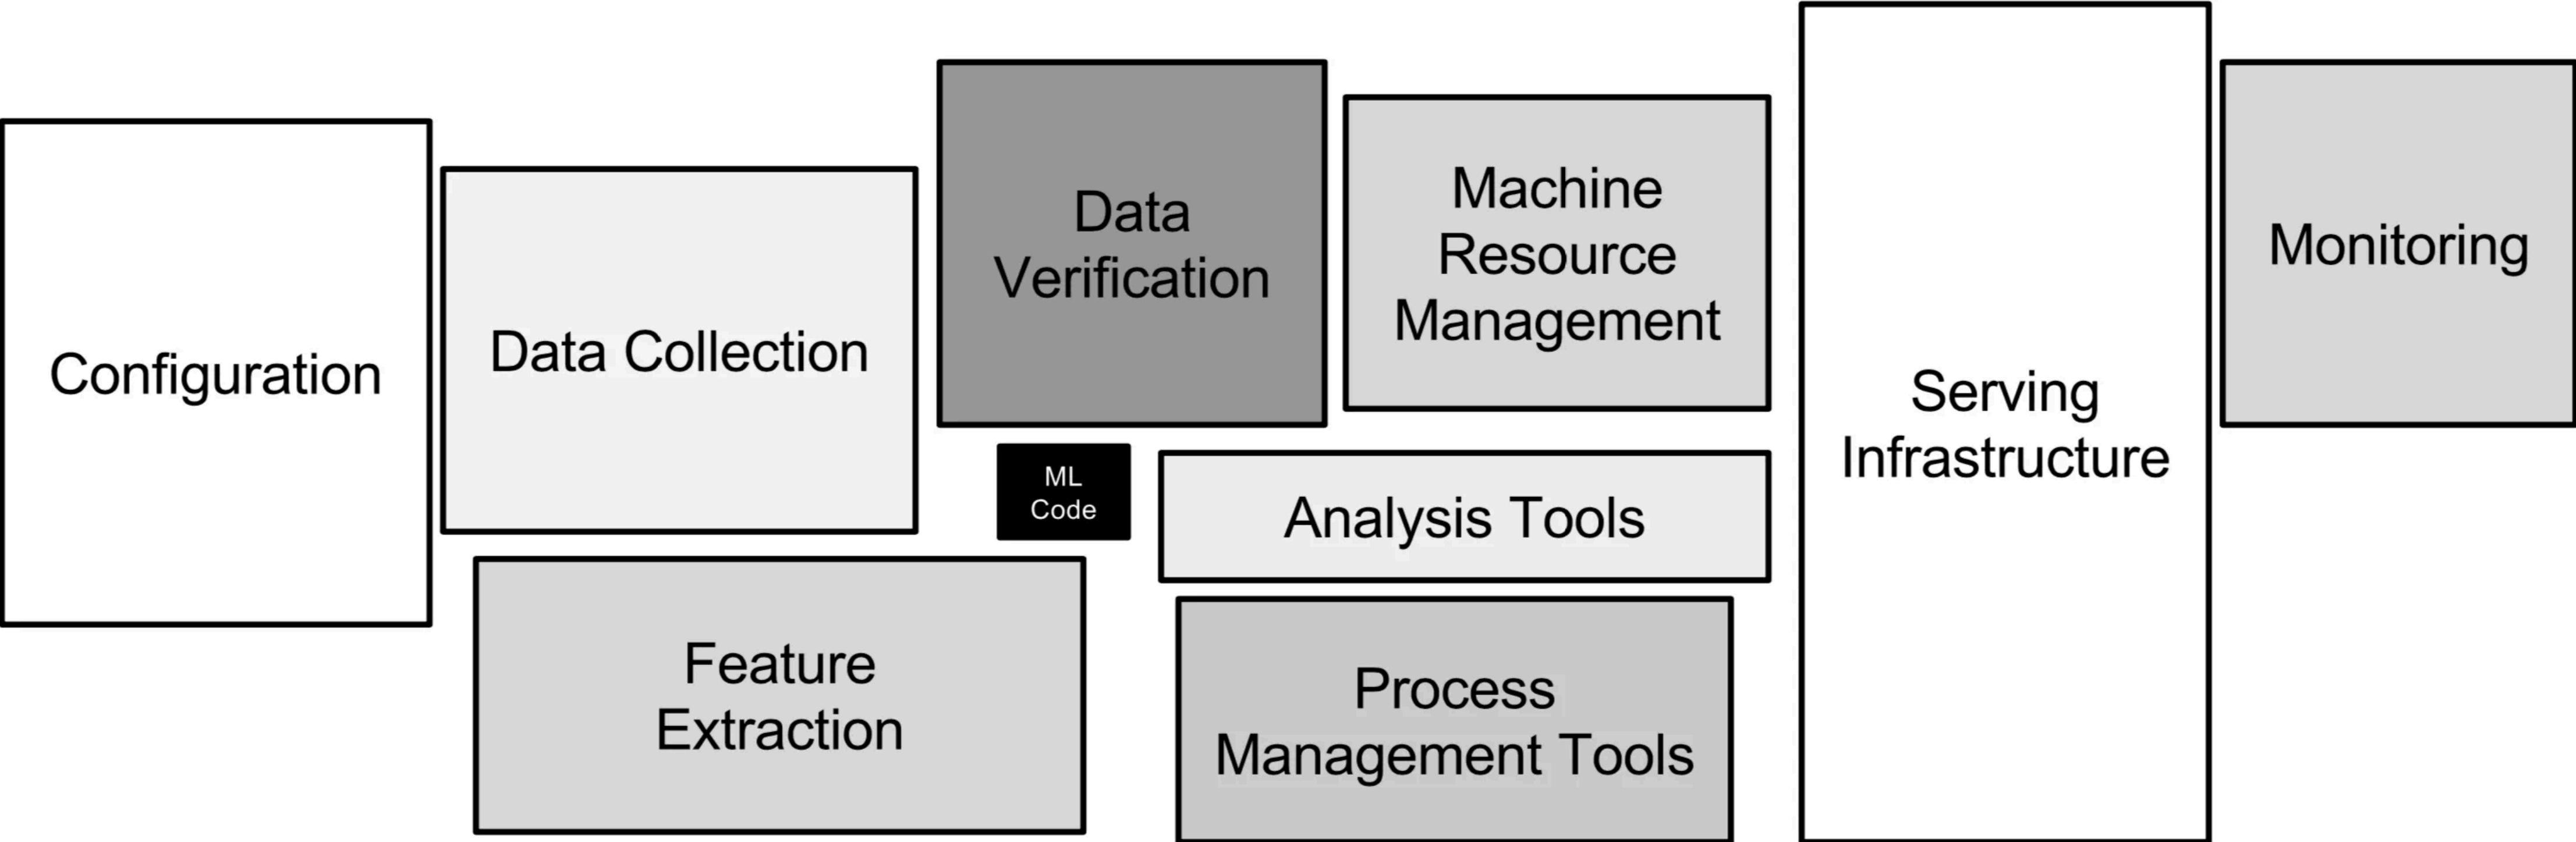 Configuration
Data Collection
Feature
Extraction
Data
Verification
ML
Code
Machine
Resource
Management
Analysis Tools
Process
Management Tools
Serving
Infrastructure
Monitoring